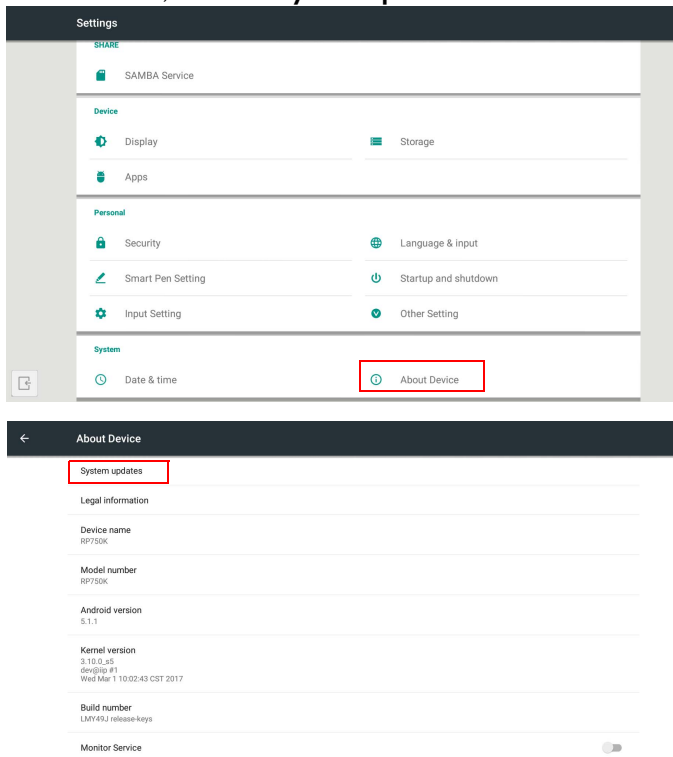 Settings
SHARE
SAMBA Service
Device
Display
Storage
Apps
Personal
Security
Language & input
Smart Pen Setting
Startup and shutdown
Input Setting
Other Setting
System
Date & time
About Device
About Device
System updates
Legal information
Device name
RP750K
Model number
RP750K
Android version
5.1.1
Kernel version
3.10.0_s5
dev@iip #1
Wed Mar 1 10:02:43 CST 2017
Build number
LMY49J release-keys
Monitor Service